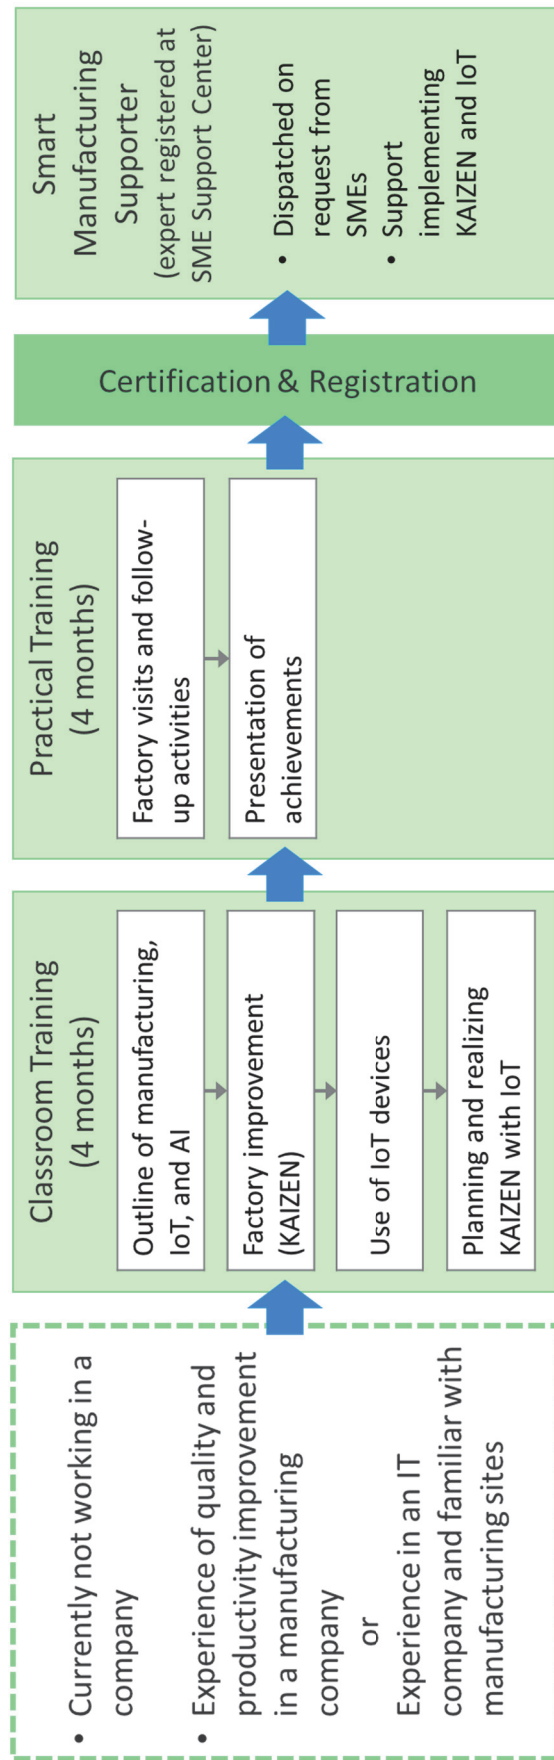 • Currently not working in a
company
• Experience of quality and
productivity improvement
in a manufacturing
company
or
Experience in an IT
company and familiar with
manufacturing sites
Classroom Training
(4 months)
Outline of manufacturing,
IoT, and AI
Factory improvement
(KAIZEN)
Use of IoT devices
Planning and realizing
KAIZEN with IoT
Practical Training
(4 months)
Factory visits and follow-
up activities
Presentation of
achievements
Certification & Registration
Smart
Manufacturing
Supporter
(expert registered at
SME Support Center)
• Dispatched on
request from
SMEs
• Support
implementing
KAIZEN and IoT